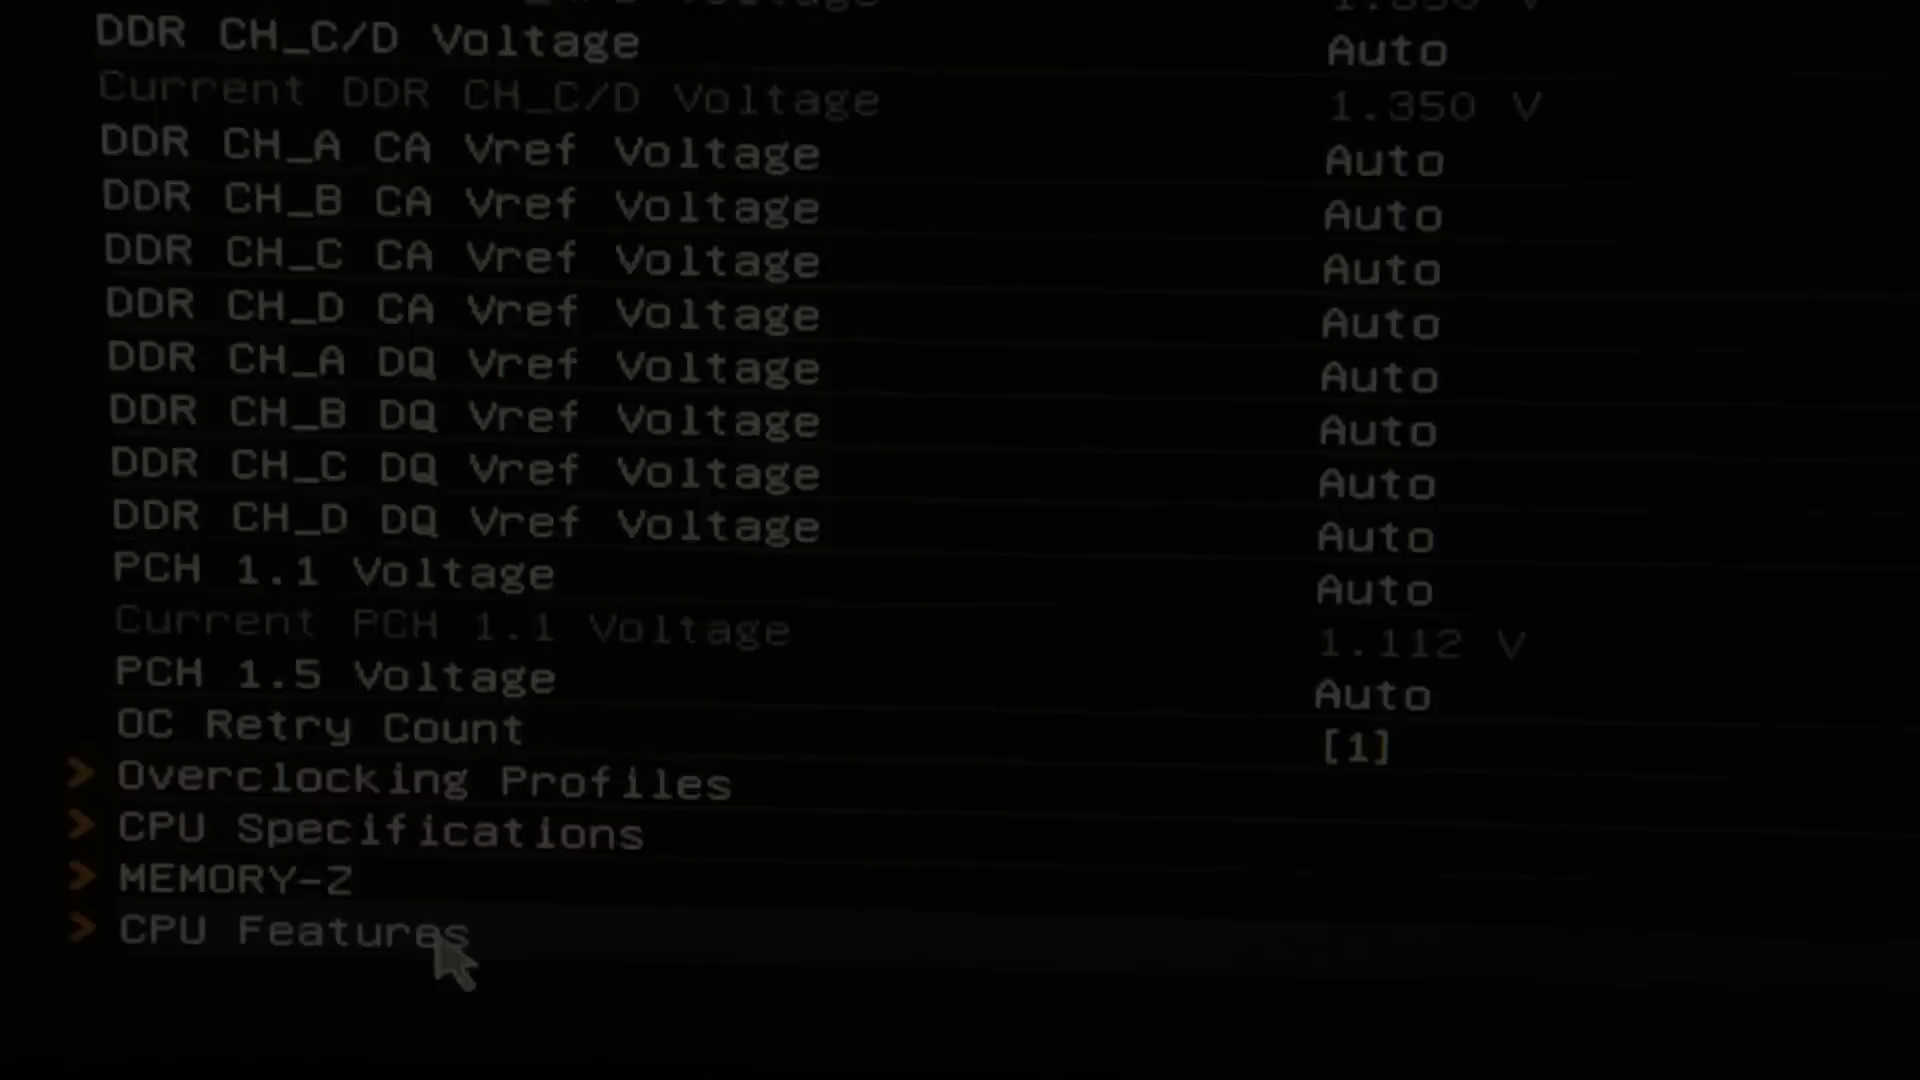 Voltage
DDR CH_C/D Voltage Auto
Current DDR CH_C/D Voltage 1.350 V
DDR CH_A CA Vref Voltage Auto
DDR CH_B CA Vref Voltage Auto
DDR CH_C CA Vref Voltage Auto
DDR CH_D CA Vref Voltage Auto
DDR CH_A DQ Vref Voltage Auto
DDR CH_B DQ Vref Voltage Auto
DDR CH_C DQ Vref Voltage Auto
DDR CH_D DQ Vref Voltage Auto
PCH 1.1 Voltage Auto
Current PCH 1.1 Voltage 1.112 V
PCH 1.5 Voltage Auto
OC Retry Count [1]
> Overclocking Profiles
> CPU Specifications
> MEMORY-Z
> CPU Features